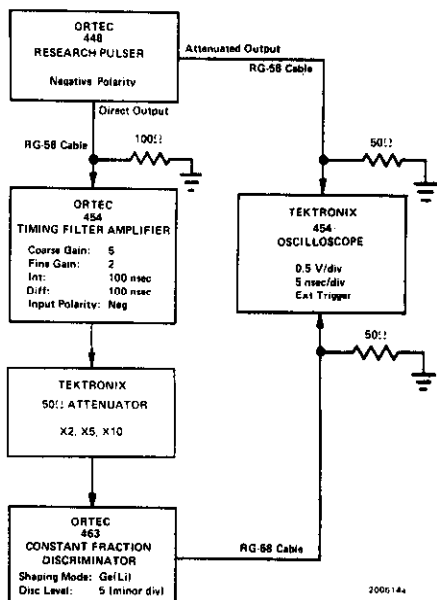 ORTEC
448
RESEARCH PULSER
Negative Polarity
Attenuated Output
RG-58 Cable
Direct Output
RG-58 Cable
100Ω
50Ω
ORTEC
454
TIMING FILTER AMPLIFIER
Coarse Gain: 5
Fine Gain: 2
Int: 100 nsec
Diff: 100 nsec
Input Polarity: Neg
TEKTRONIX
454
OSCILLOSCOPE
0.5 V/div
5 nsec/div
Ext Trigger
50Ω
TEKTRONIX
50Ω ATTENUATOR
X2, X5, X10
ORTEC
463
CONSTANT FRACTION
DISCRIMINATOR
Shaping Mode: Ge(Li)
Disc Level: 5 (minor div)
RG-58 Cable